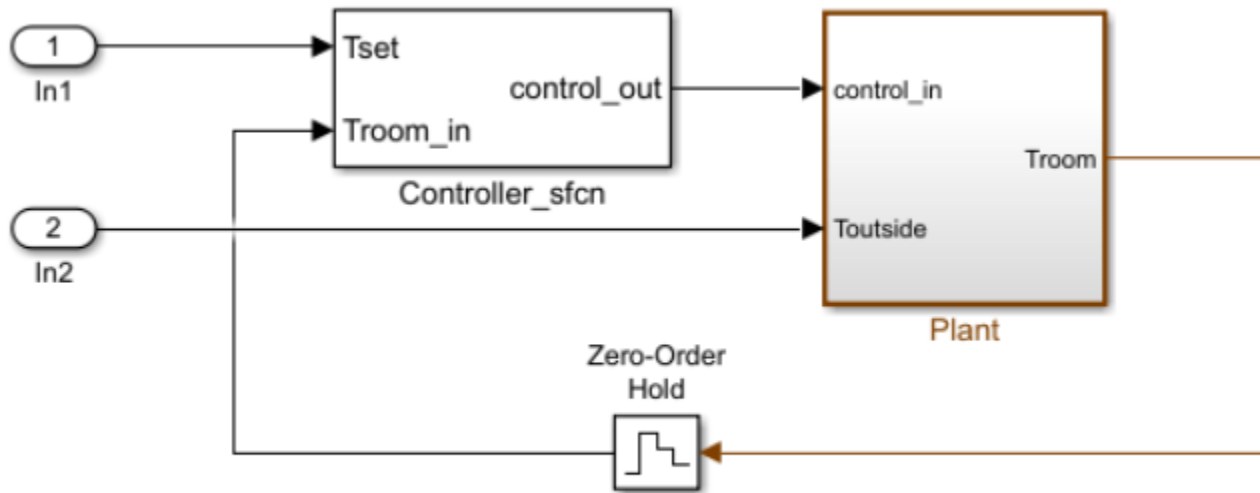 1
In1
Tset
Troom_in
control_out
Controller_sfcn
control_in
Troom
Toutside
Plant
2
In2
Zero-Order
Hold